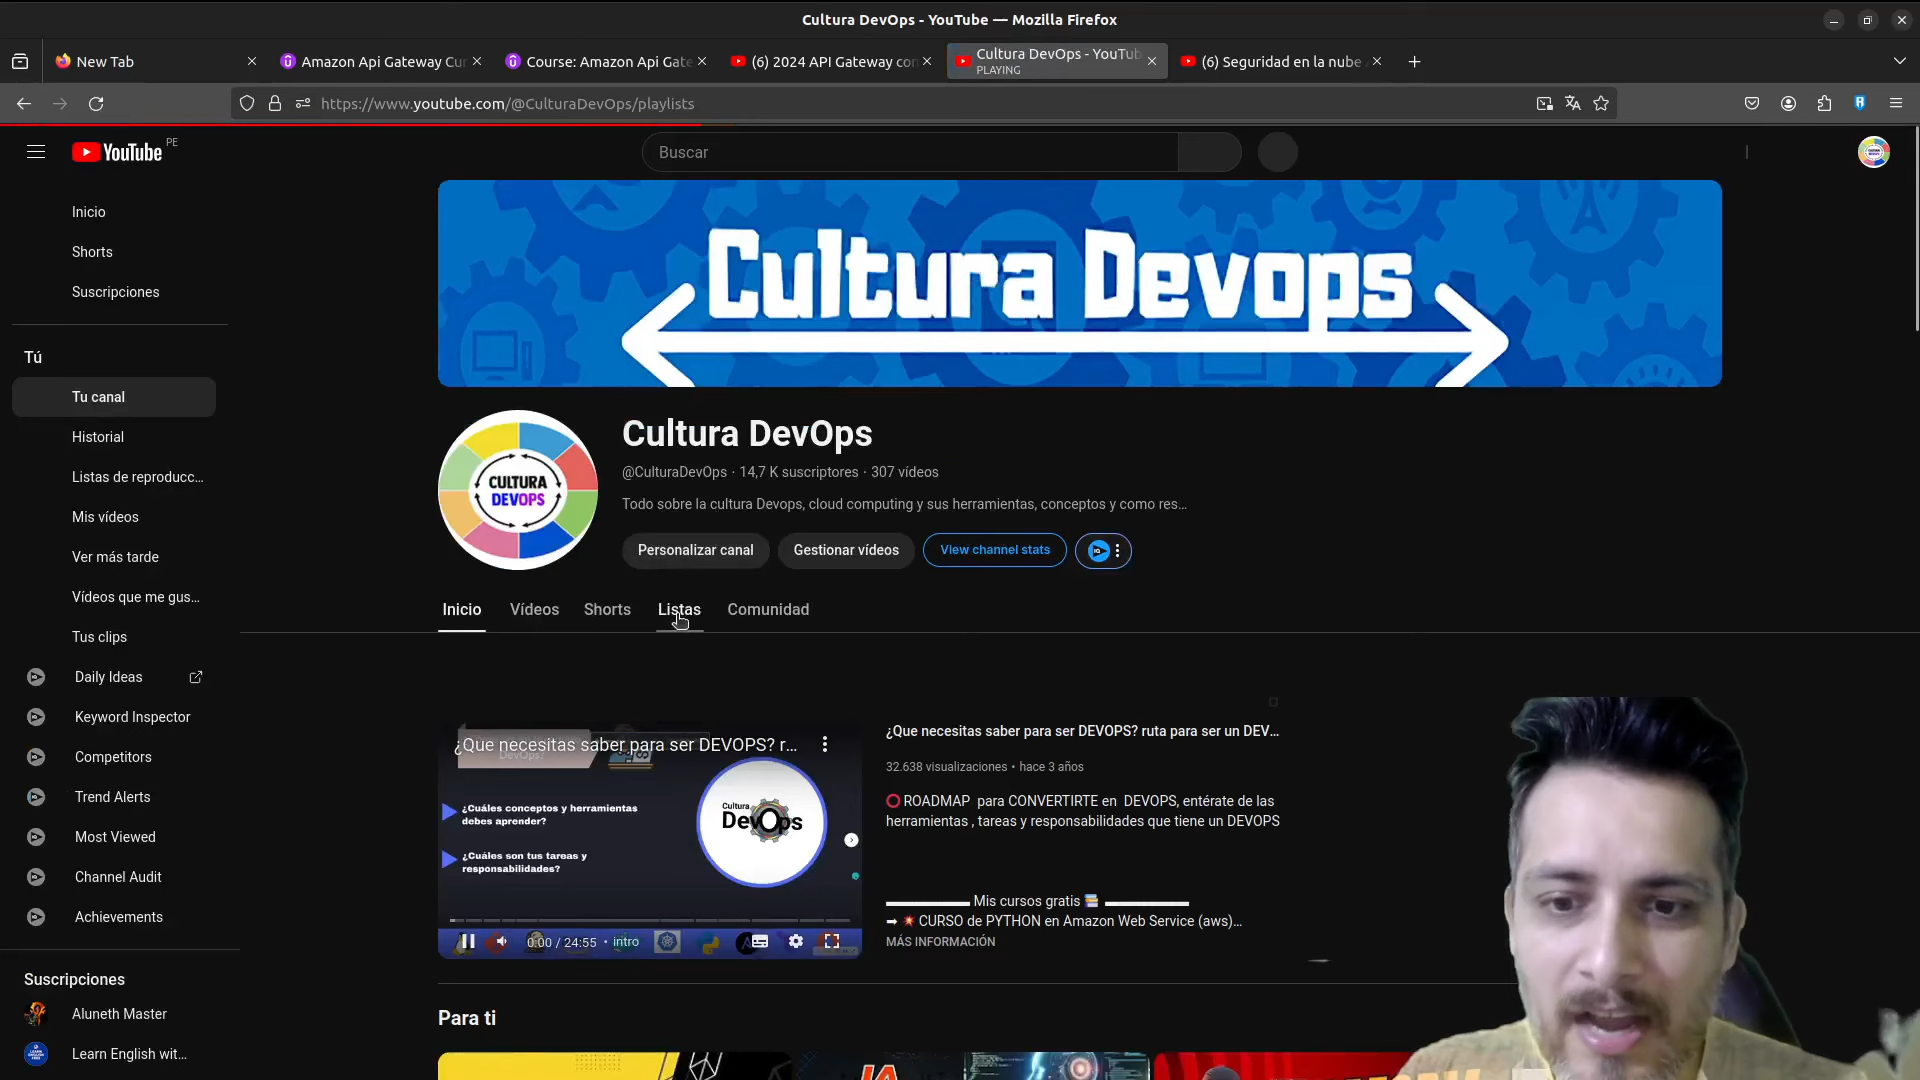 Cultura DevOps - YouTube — Mozilla Firefox
New Tab
Amazon Api Gateway Cur
Course: Amazon Api Gate
(6) 2024 API Gateway con
Cultura DevOps - YouTub
PLAYING
(6) Seguridad en la nube
https://www.youtube.com/@CulturaDevOps/playlists
YouTube PE
Buscar
Inicio
Shorts
Suscripciones
Tú
Tu canal
Historial
Listas de reproducc...
Mis vídeos
Ver más tarde
Vídeos que me gus...
Tus clips
Daily Ideas
Keyword Inspector
Competitors
Trend Alerts
Most Viewed
Channel Audit
Achievements
Suscripciones
Aluneth Master
Learn English wit...
Cultura Devops
CULTURA
DEVOPS
Cultura DevOps
@CulturaDevOps · 14,7 K suscriptores · 307 vídeos
Todo sobre la cultura Devops, cloud computing y sus herramientas, conceptos y como res...
Personalizar canal
Gestionar vídeos
View channel stats
Inicio
Vídeos
Shorts
Listas
Comunidad
¿Que necesitas saber para ser DEVOPS? r...
DevOps?
¿Cuáles conceptos y herramientas
debes aprender?
¿Cuáles son tus tareas y
responsabilidades?
Cultura
DevOps
0:00 / 24:55 • intro
¿Que necesitas saber para ser DEVOPS? ruta para ser un DEV...
32.638 visualizaciones • hace 3 años
⭕ ROADMAP para CONVERTIRTE en DEVOPS, entérate de las
herramientas , tareas y responsabilidades que tiene un DEVOPS
▬▬▬▬▬▬ Mis cursos gratis 📚 ▬▬▬▬▬▬
➡ 💥 CURSO de PYTHON en Amazon Web Service (aws)...
MÁS INFORMACIÓN
Para ti
IA